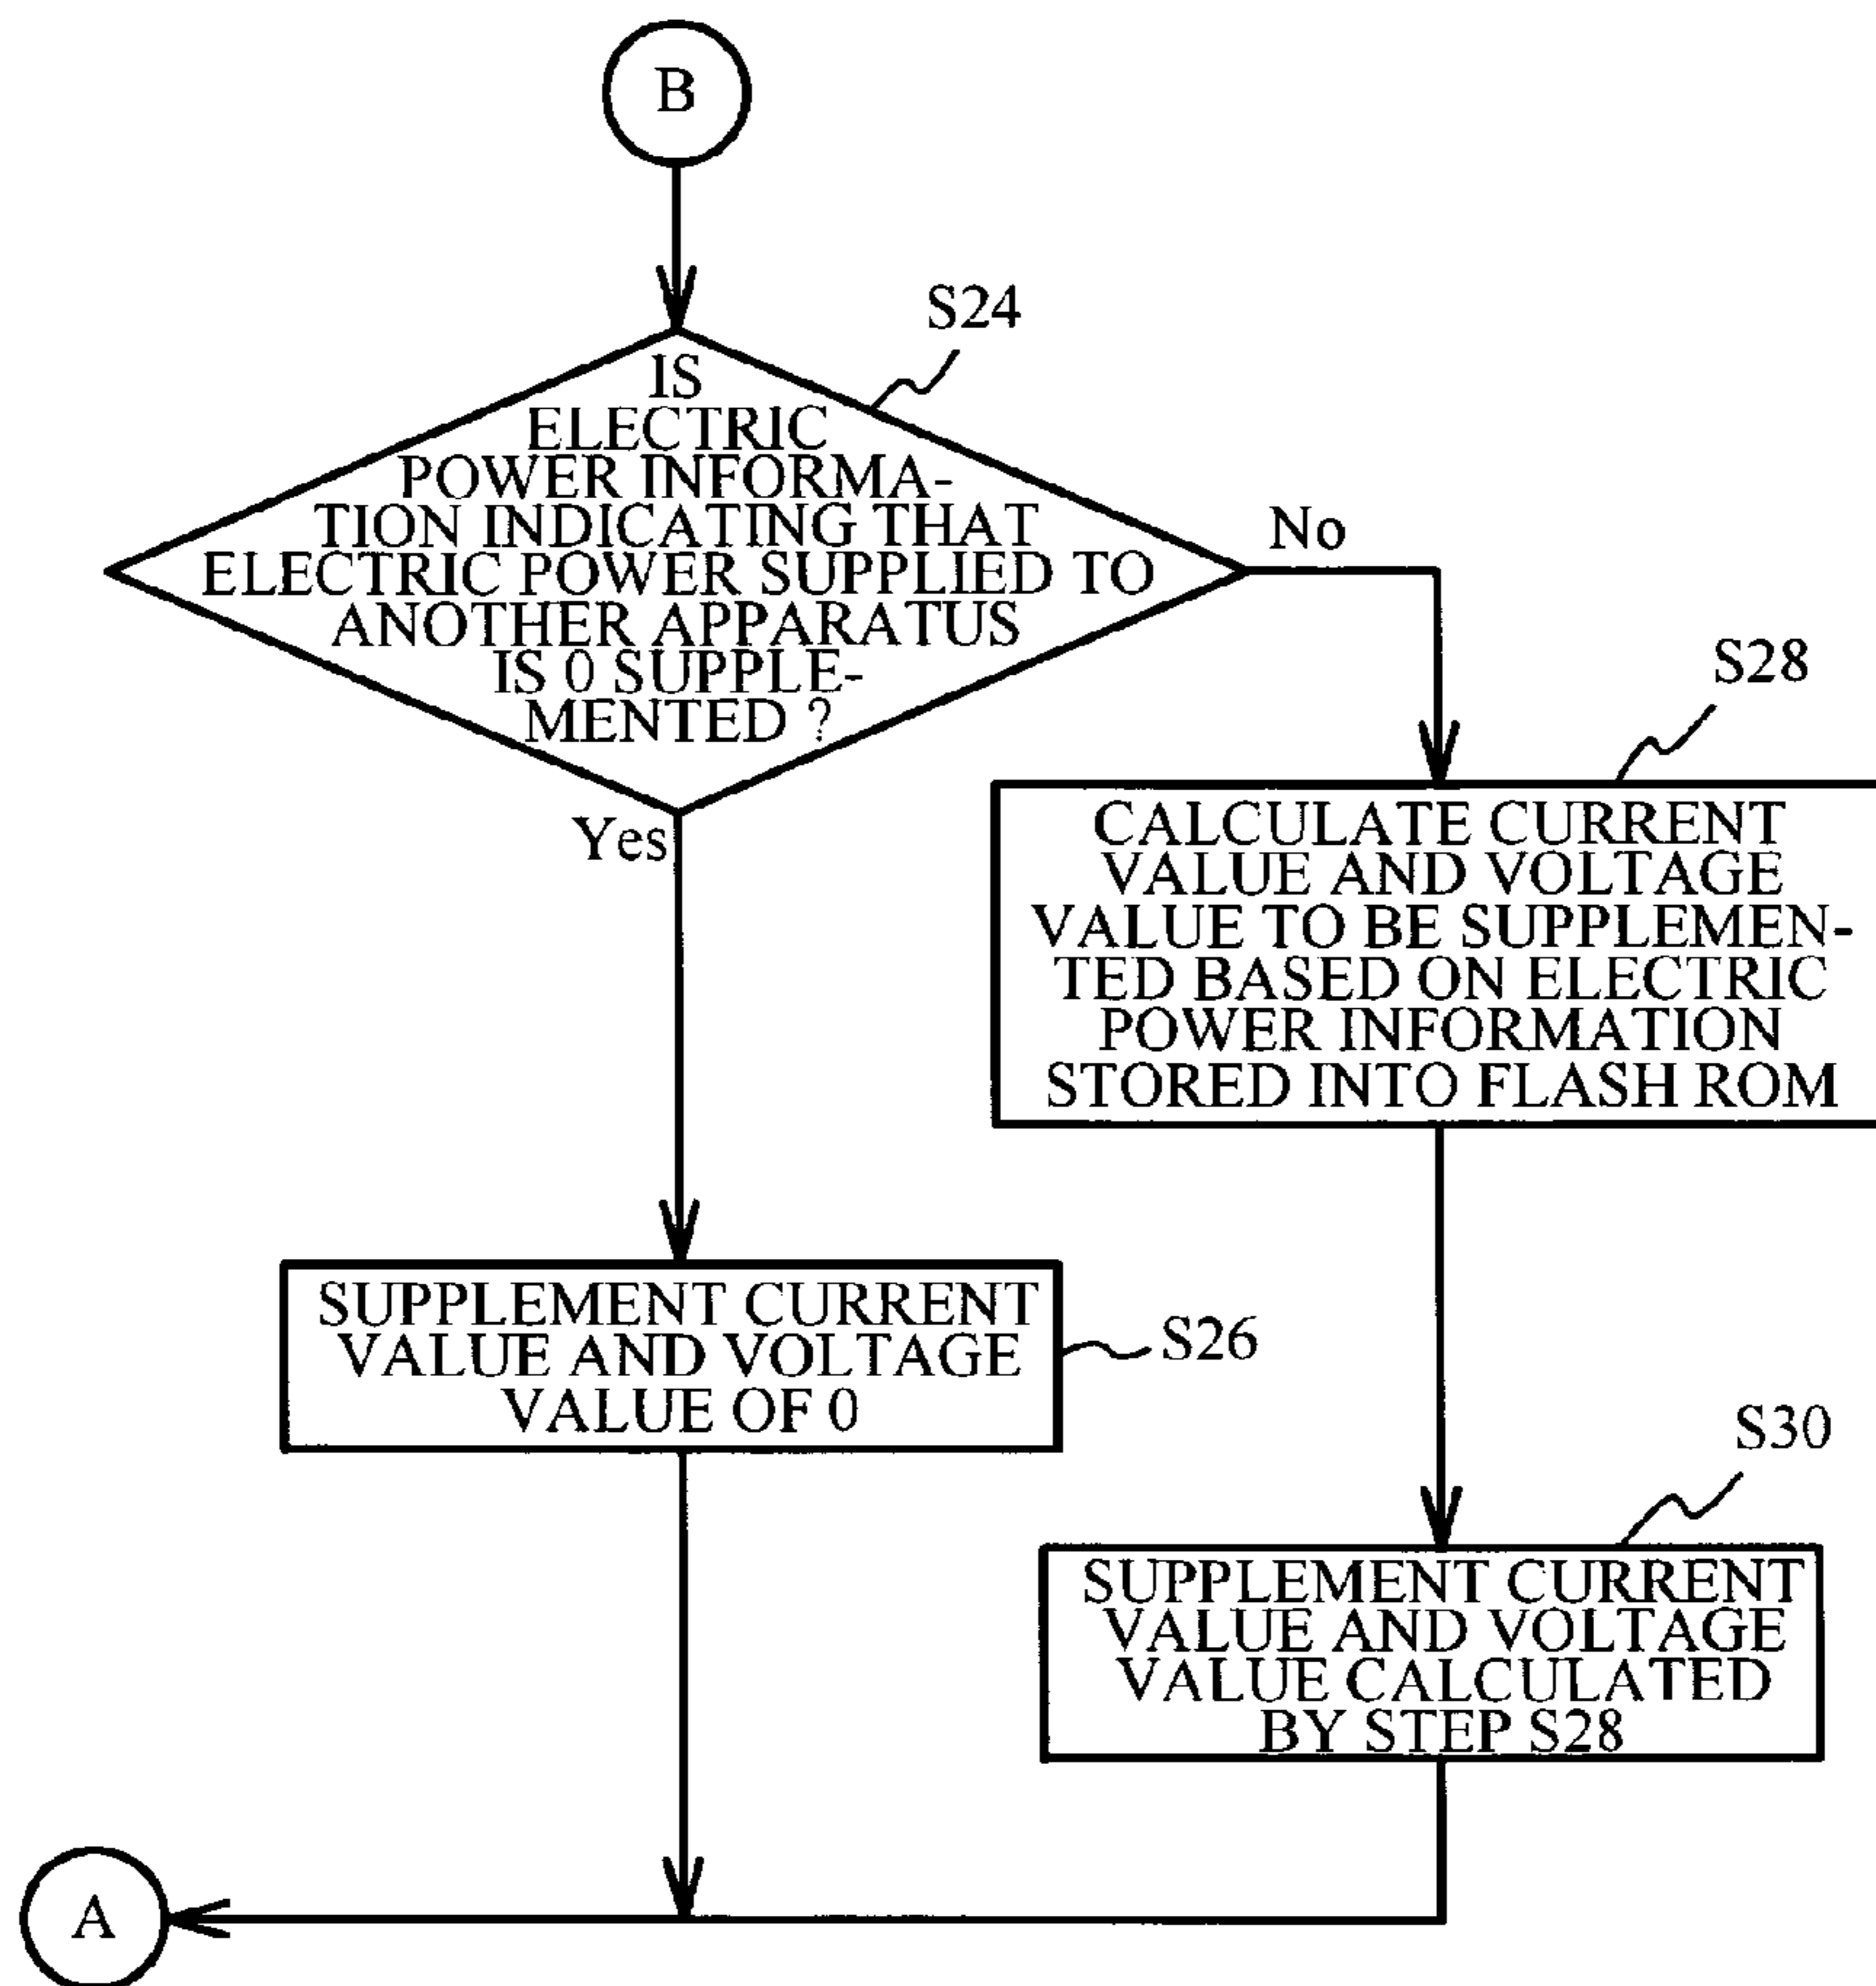 B
S24
IS
ELECTRIC
POWER INFORMA-
TION INDICATING THAT
ELECTRIC POWER SUPPLIED TO
ANOTHER APPARATUS
IS 0 SUPPLE-
MENTED ?
No
Yes
S28
CALCULATE CURRENT
VALUE AND VOLTAGE
VALUE TO BE SUPPLEMEN-
TED BASED ON ELECTRIC
POWER INFORMATION
STORED INTO FLASH ROM
SUPPLEMENT CURRENT
VALUE AND VOLTAGE
VALUE OF 0
S26
S30
SUPPLEMENT CURRENT
VALUE AND VOLTAGE
VALUE CALCULATED
BY STEP S28
A